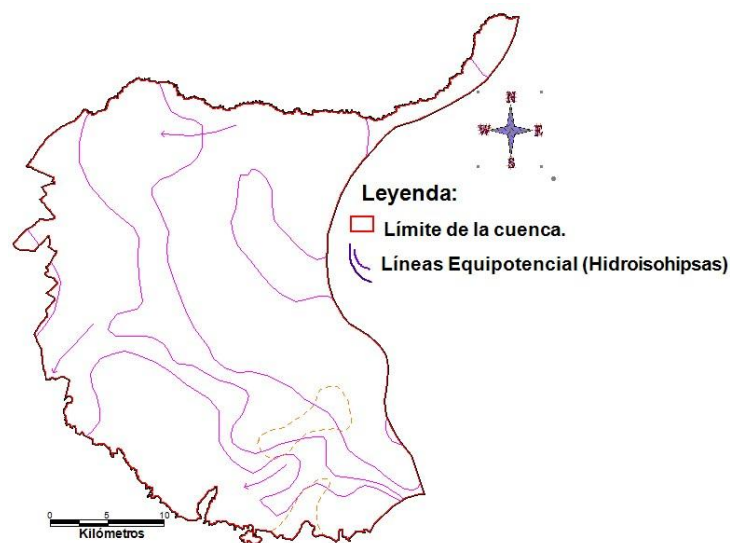 N
W E
S
Leyenda:
Límite de la cuenca.
Líneas Equipotencial (Hidroisohipsas)
0 5 10
Kilómetros